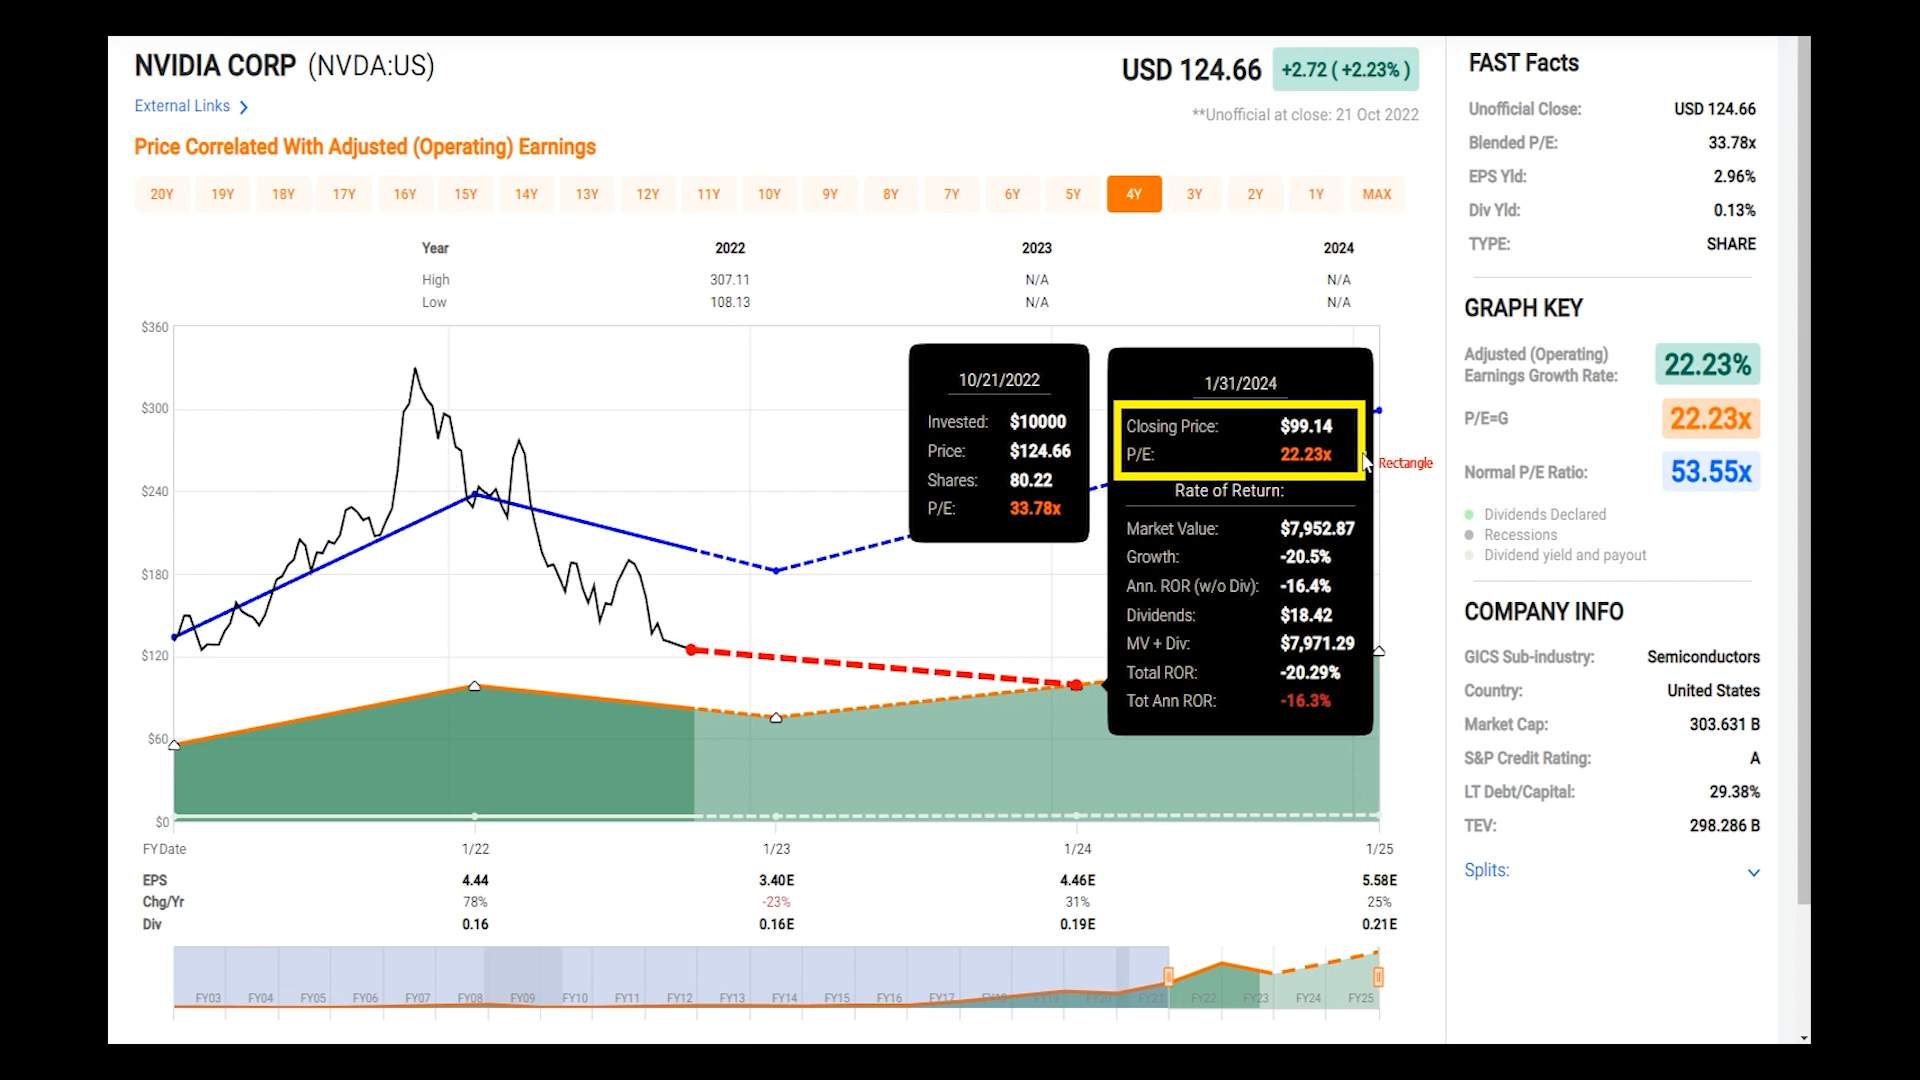 NVIDIA CORP (NVDA:US)
USD 124.66 +2.72 ( +2.23% )
External Links
**Unofficial at close: 21 Oct 2022
Price Correlated With Adjusted (Operating) Earnings
20Y 19Y 18Y 17Y 16Y 15Y 14Y 13Y 12Y 11Y 10Y 9Y 8Y 7Y 6Y 5Y 4Y 3Y 2Y 1Y MAX
Year 2022 2023 2024
High 307.11 N/A N/A
Low 108.13 N/A N/A
$360
$300
$240
$180
$120
$60
$0
10/21/2022
Invested: $10000
Price: $124.66
Shares: 80.22
P/E: 33.78x
1/31/2024
Closing Price: $99.14
P/E: 22.23x
Rectangle
Rate of Return:
Market Value: $7,952.87
Growth: -20.5%
Ann. ROR (w/o Div): -16.4%
Dividends: $18.42
MV + Div: $7,971.29
Total ROR: -20.29%
Tot Ann ROR: -16.3%
FY Date 1/22 1/23 1/24 1/25
EPS 4.44 3.40E 4.46E 5.58E
Chg/Yr 78% -23% 31% 25%
Div 0.16 0.16E 0.19E 0.21E
FY03 FY04 FY05 FY06 FY07 FY08 FY09 FY10 FY11 FY12 FY13 FY14 FY15 FY16 FY17 FY18 FY19 FY20 FY21 FY22 FY23 FY24 FY25
FAST Facts
Unofficial Close: USD 124.66
Blended P/E: 33.78x
EPS Yld: 2.96%
Div Yld: 0.13%
TYPE: SHARE
GRAPH KEY
Adjusted (Operating)
Earnings Growth Rate: 22.23%
P/E=G 22.23x
Normal P/E Ratio: 53.55x
Dividends Declared
Recessions
Dividend yield and payout
COMPANY INFO
GICS Sub-industry: Semiconductors
Country: United States
Market Cap: 303.631 B
S&P Credit Rating: A
LT Debt/Capital: 29.38%
TEV: 298.286 B
Splits: